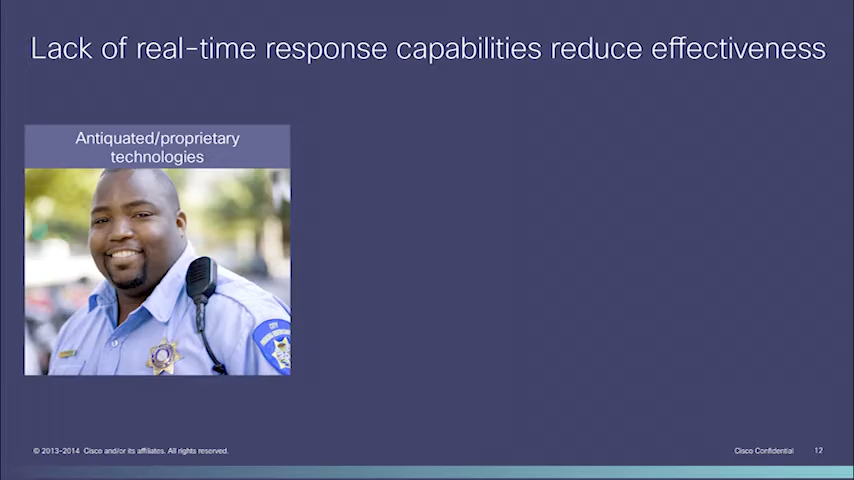 Lack of real-time response capabilities reduce effectiveness
Antiquated/proprietary
technologies
CITY
© 2013-2014 Cisco and/or its affiliates. All rights reserved.
Cisco Confidential
12